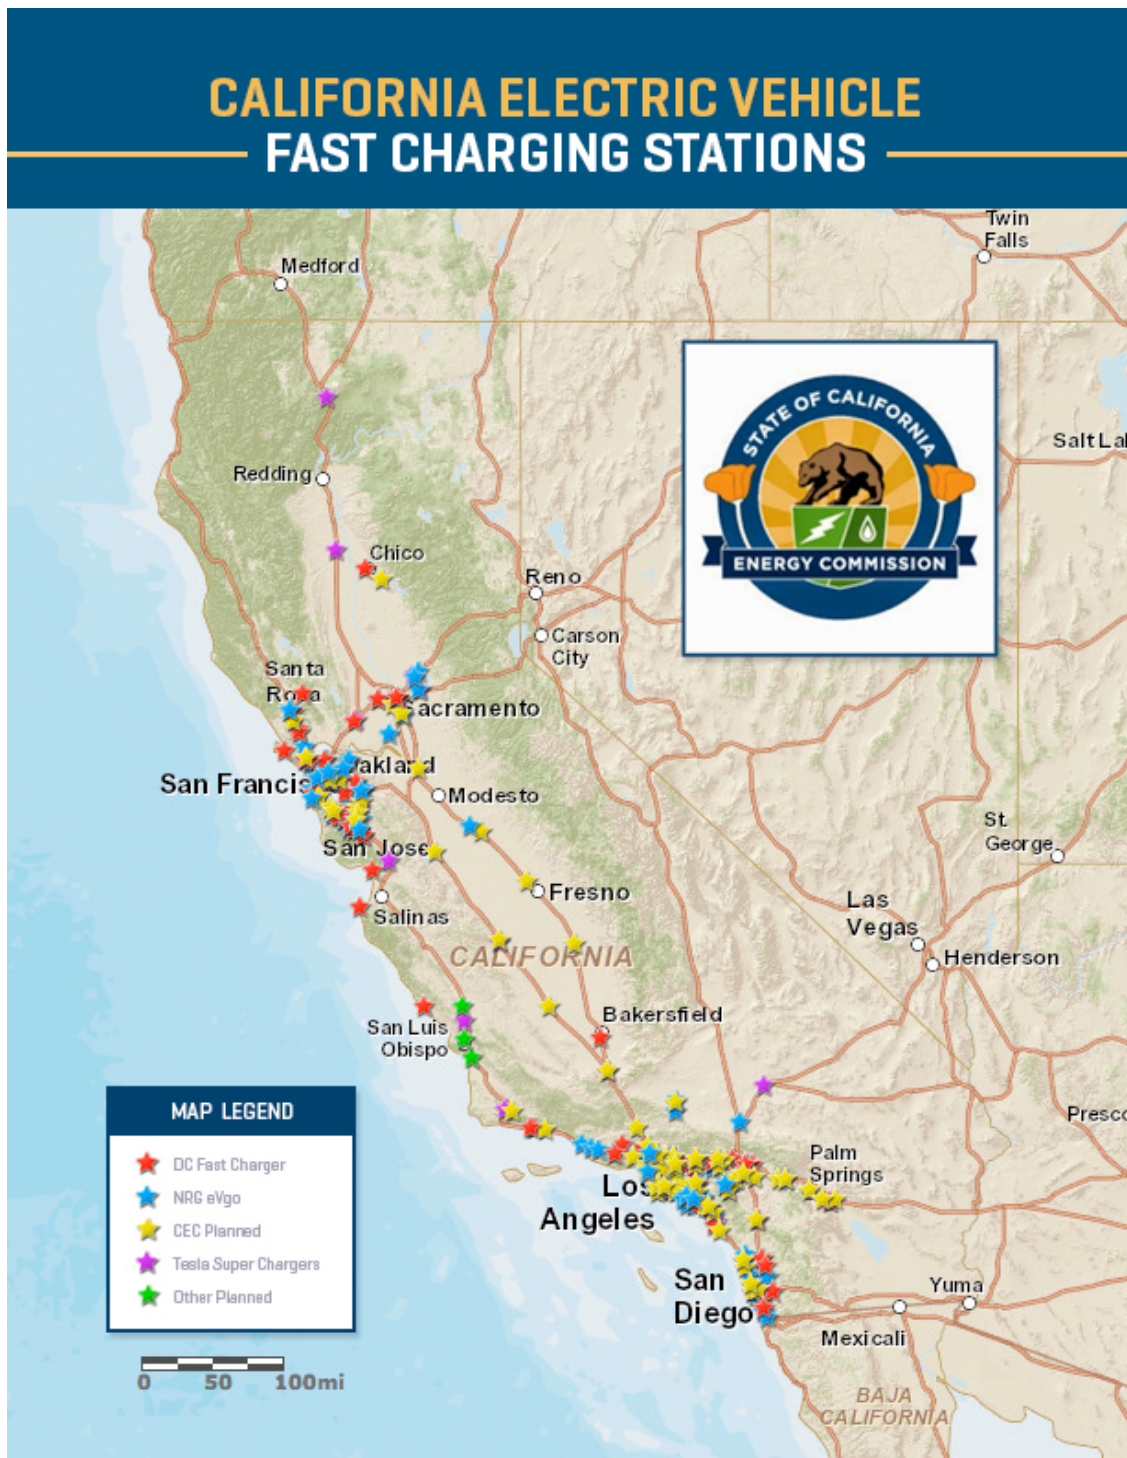 CALIFORNIA ELECTRIC VEHICLE
FAST CHARGING STATIONS
Twin
Falls
Medford
STATE OF CALIFORNIA
ENERGY COMMISSION
Salt Lal
Redding
Chico
Reno
Carson
City
Santa
Rosa
Sacramento
Oakland
San Francis
Modesto
San Jose
St.
George
Fresno
Las
Vegas
Salinas
CALIFORNIA
Henderson
San Luis
Obispo
Bakersfield
MAP LEGEND
DC Fast Charger
NRG eVgo
CEC Planned
Tesla Super Chargers
Other Planned
Presco
Palm
Springs
Los
Angeles
San
Diego
Yuma
Mexicali
0 50 100mi
BAJA
CALIFORNIA